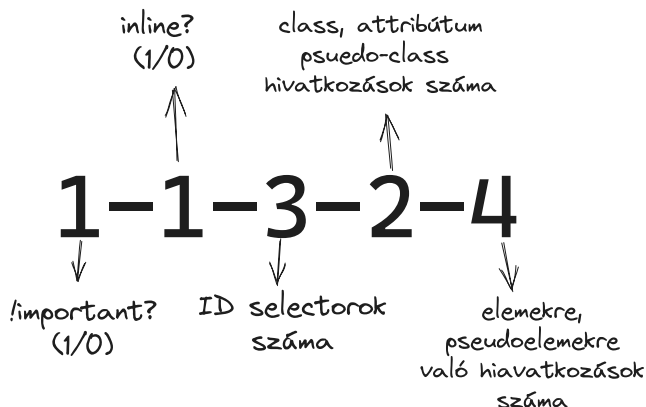 inline?
(1/0)
class, attribútum
psuedo-class
hivatkozások száma
1-1-3-2-4
!important?
(1/0)
ID selectorok
száma
elemekre,
pseudoelemekre
való hiavatkozások
száma